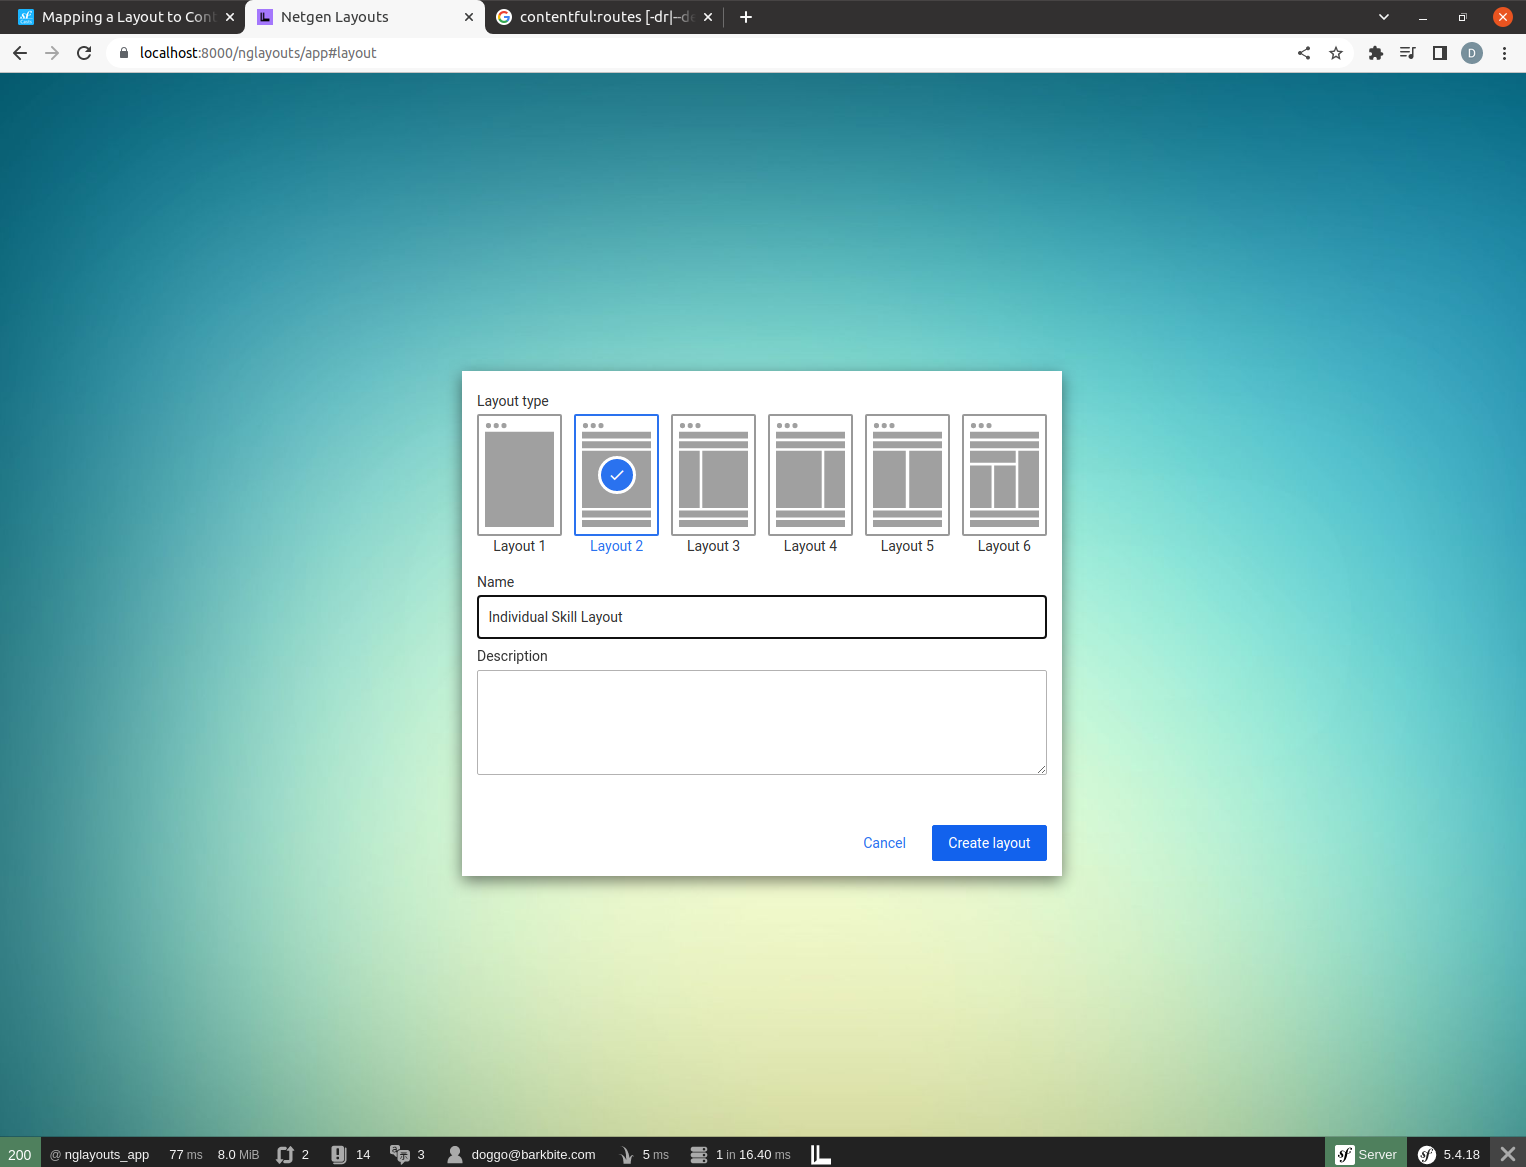 Mapping a Layout to Cont
Netgen Layouts
contentful:routes [-dr|--de
localhost:8000/nglayouts/app#layout
D
Layout type
Layout 1
Layout 2
Layout 3
Layout 4
Layout 5
Layout 6
Name
Individual Skill Layout
Description
Cancel
Create layout
200 @ nglayouts_app 77 ms 8.0 MiB 2 14 3 doggo@barkbite.com 5 ms 1 in 16.40 ms sf Server sf 5.4.18